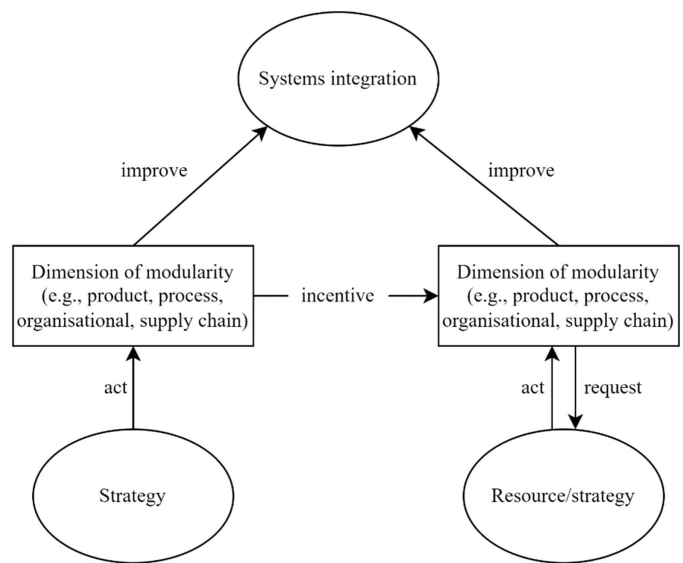 Systems integration
improve
improve
Dimension of modularity
(e.g., product, process,
organisational, supply chain)
incentive
Dimension of modularity
(e.g., product, process,
organisational, supply chain)
act
act
request
Strategy
Resource/strategy